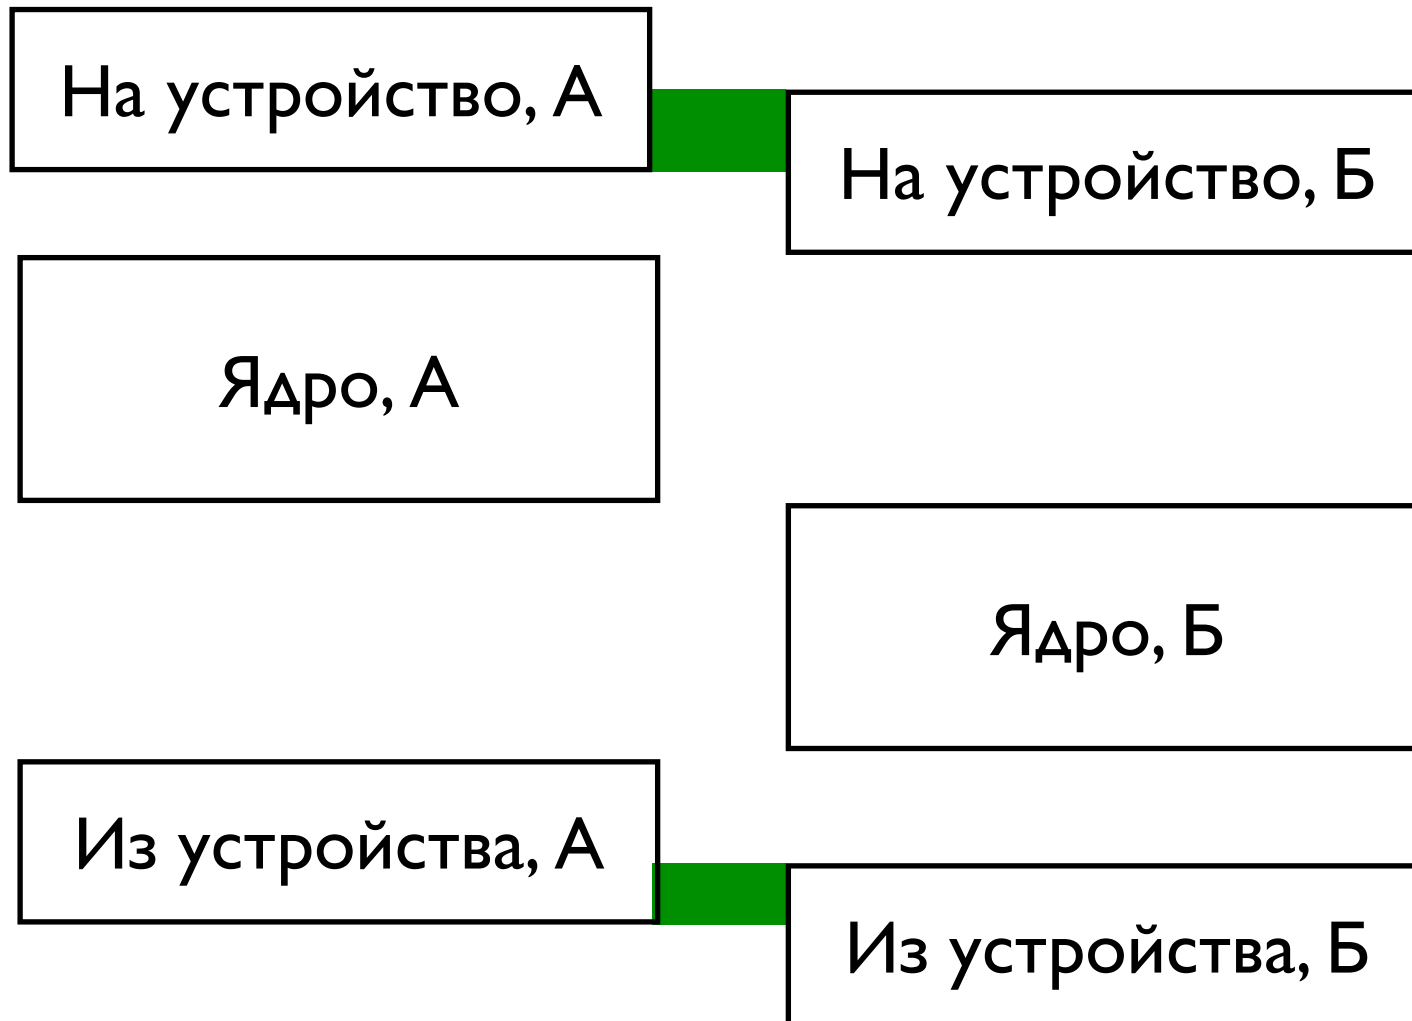 На устройство, А
На устройство, Б
Ядро, А
Ядро, Б
Из устройства, А
Из устройства, Б